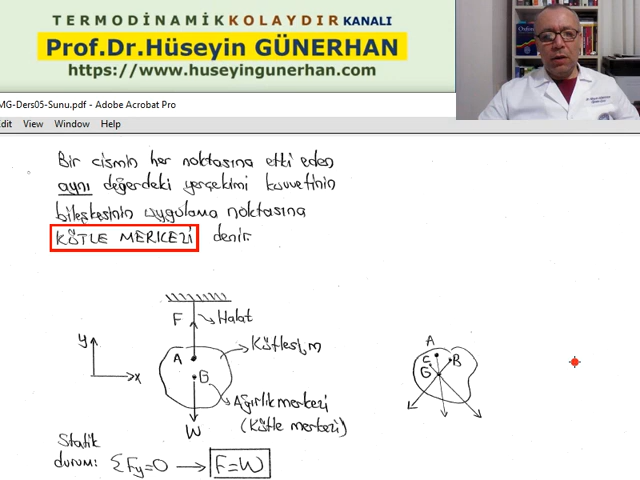 TERMODİNAMİKKOLAYDIR KANALI
Prof.Dr.Hüseyin GÜNERHAN
https://www.huseyingunerhan.com
MG-Ders05-Sunu.pdf - Adobe Acrobat Pro
dit View Window Help
Bir cismin her noktasına etki eden
aynı değerdeki yerçekimi kuvvetinin
bileşkesinin uygulama noktasına
KÜTLE MERKEZİ denir.
F
Halat
y
x
A
G
W
Kütlesi, m
Ağırlık merkezi
(Kütle merkezi)
A
C
B
G
Statik
durum: ΣFy=0 → F=W